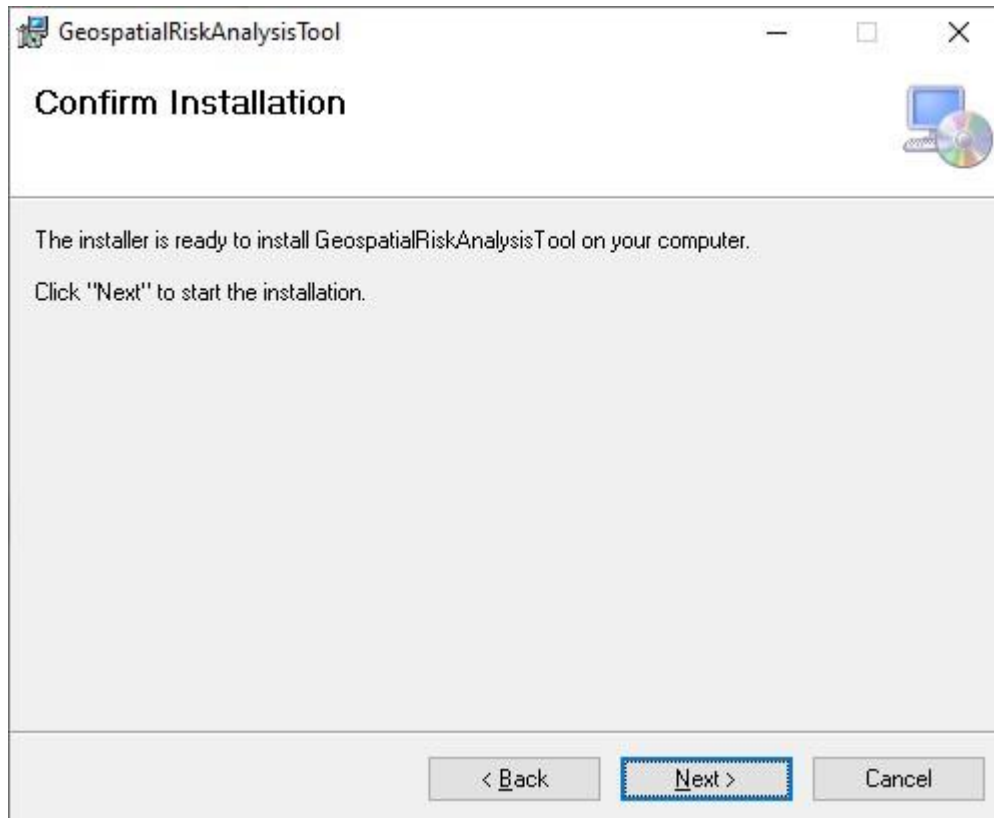 GeospatialRiskAnalysisTool
Confirm Installation
The installer is ready to install GeospatialRiskAnalysisTool on your computer.
Click "Next" to start the installation.
< Back
Next >
Cancel